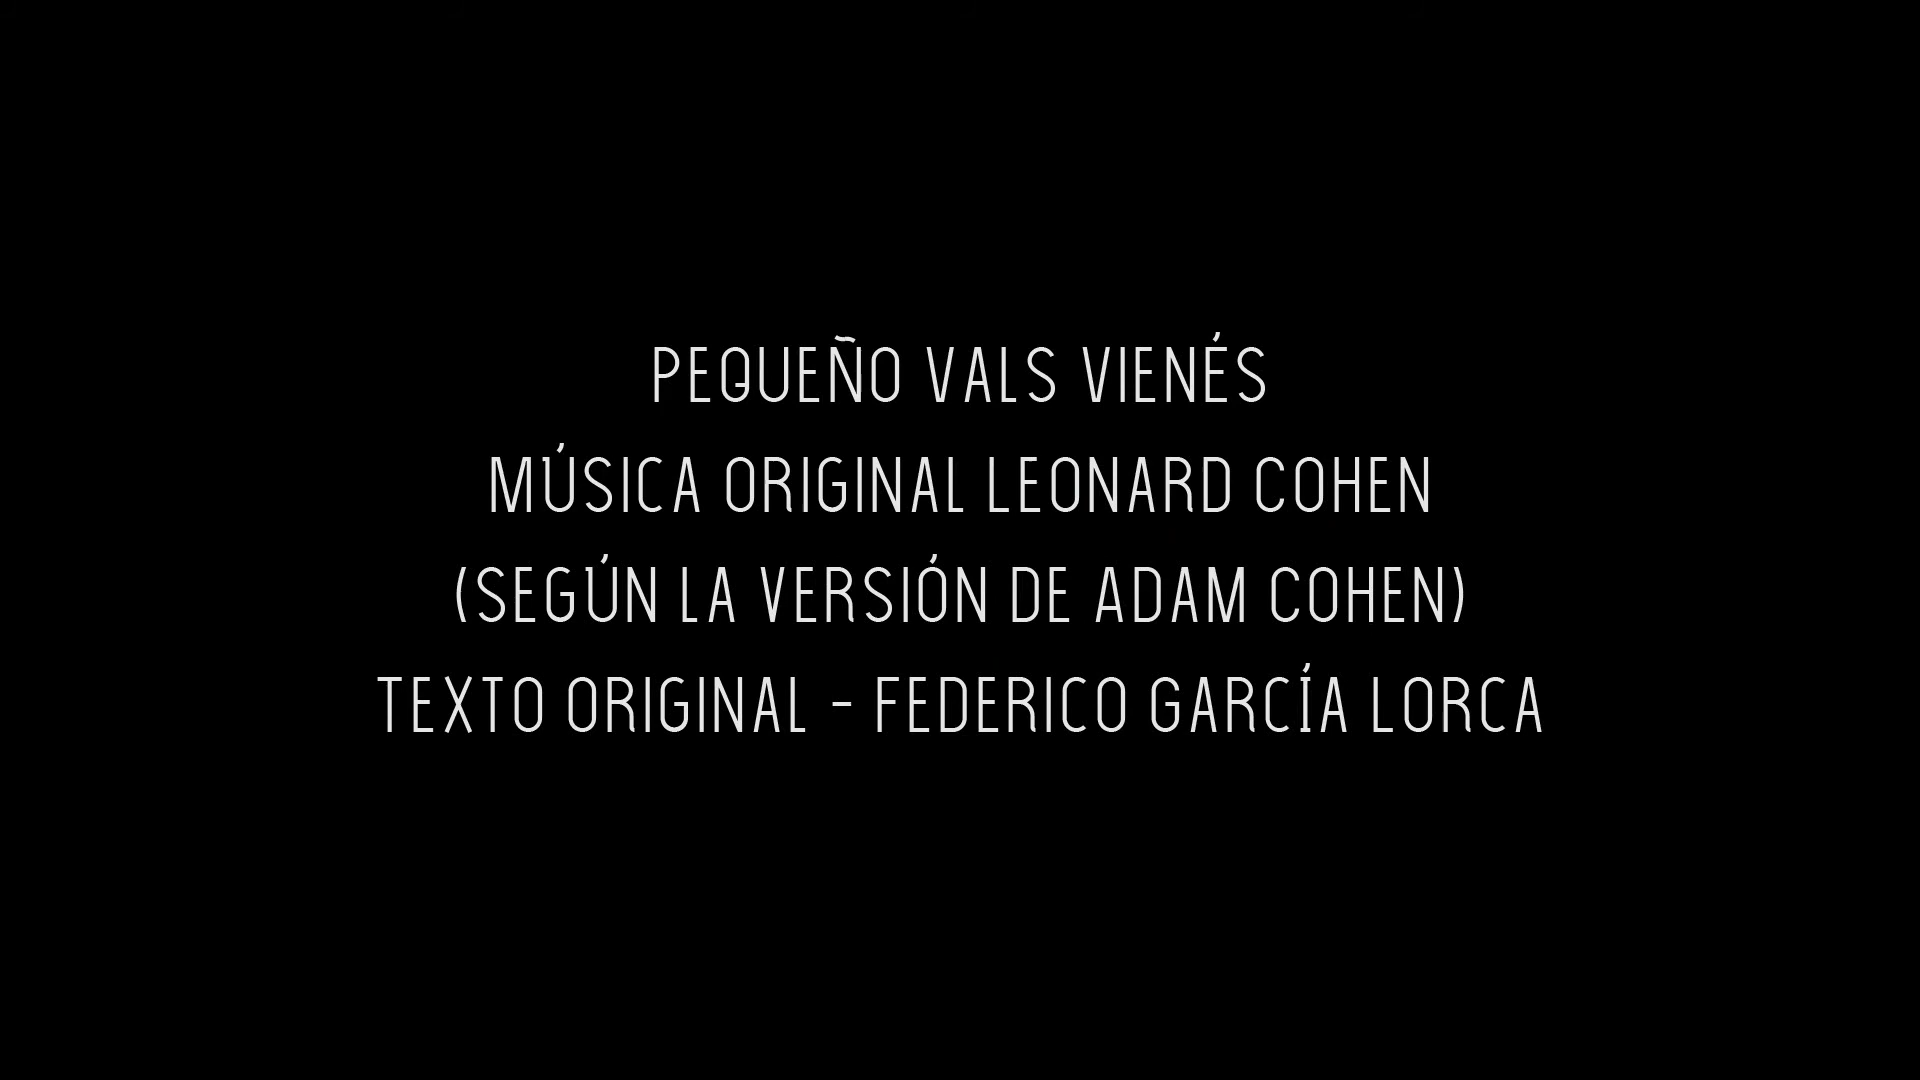 PEQUEÑO VALS VIENÉS
MÚSICA ORIGINAL LEONARD COHEN
(SEGÚN LA VERSIÓN DE ADAM COHEN)
TEXTO ORIGINAL - FEDERICO GARCÍA LORCA